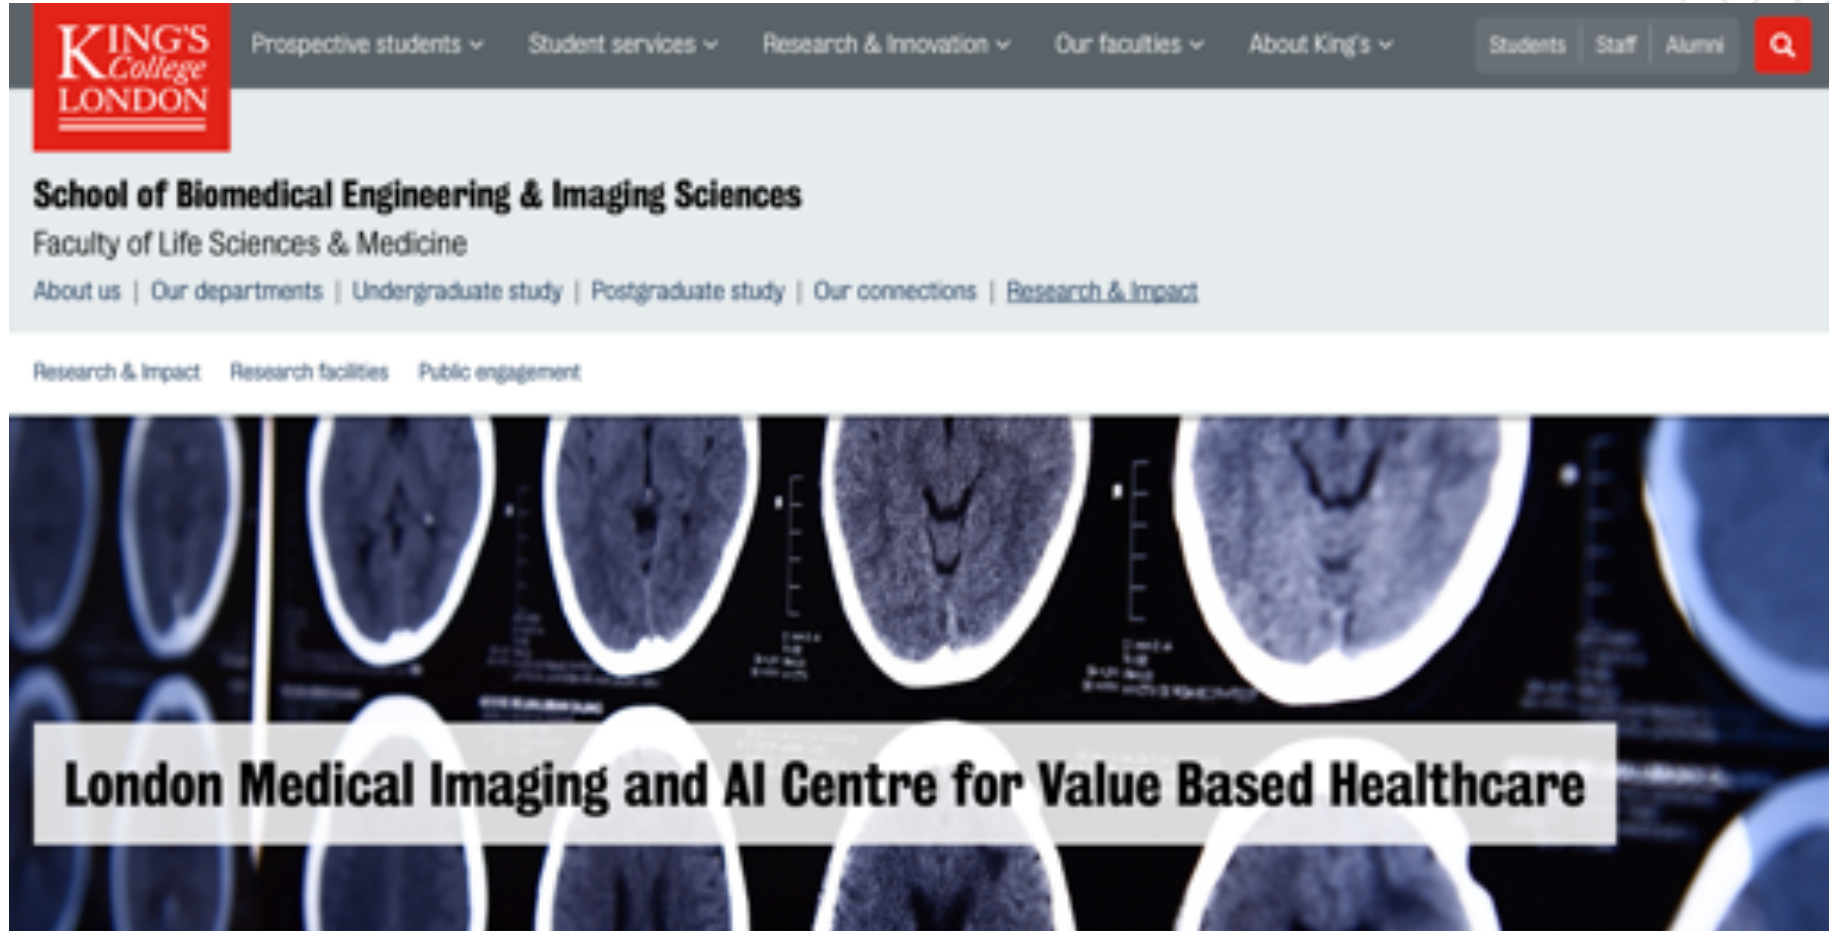 KING'S
College
LONDON
Prospective students
Student services
Research & Innovation
Our faculties
About King's
Students
Staff
Alumni
School of Biomedical Engineering & Imaging Sciences
Faculty of Life Sciences & Medicine
About us | Our departments | Undergraduate study | Postgraduate study | Our connections | Research & Impact
Research & Impact
Research facilities
Public engagement
London Medical Imaging and AI Centre for Value Based Healthcare